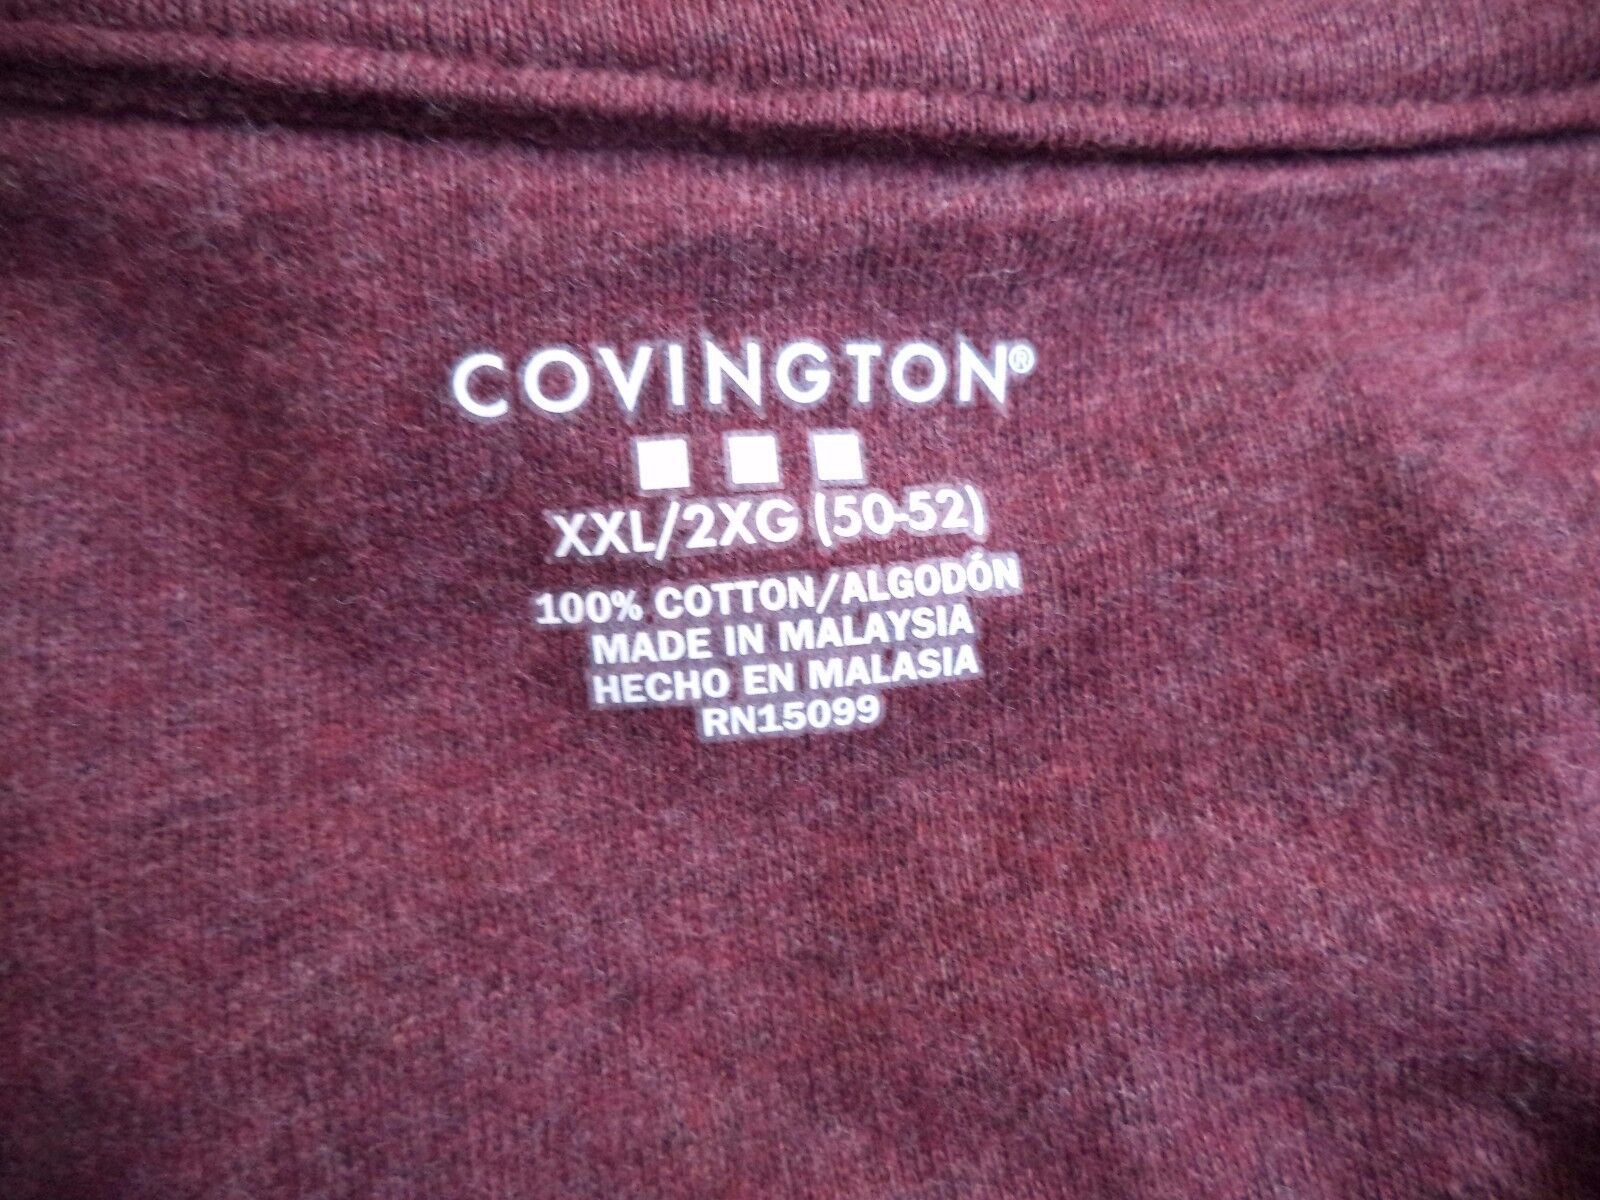 COVINGTON®
XXL/2XG (50-52)
100% COTTON/ALGODÓN
MADE IN MALAYSIA
HECHO EN MALASIA
RN15099